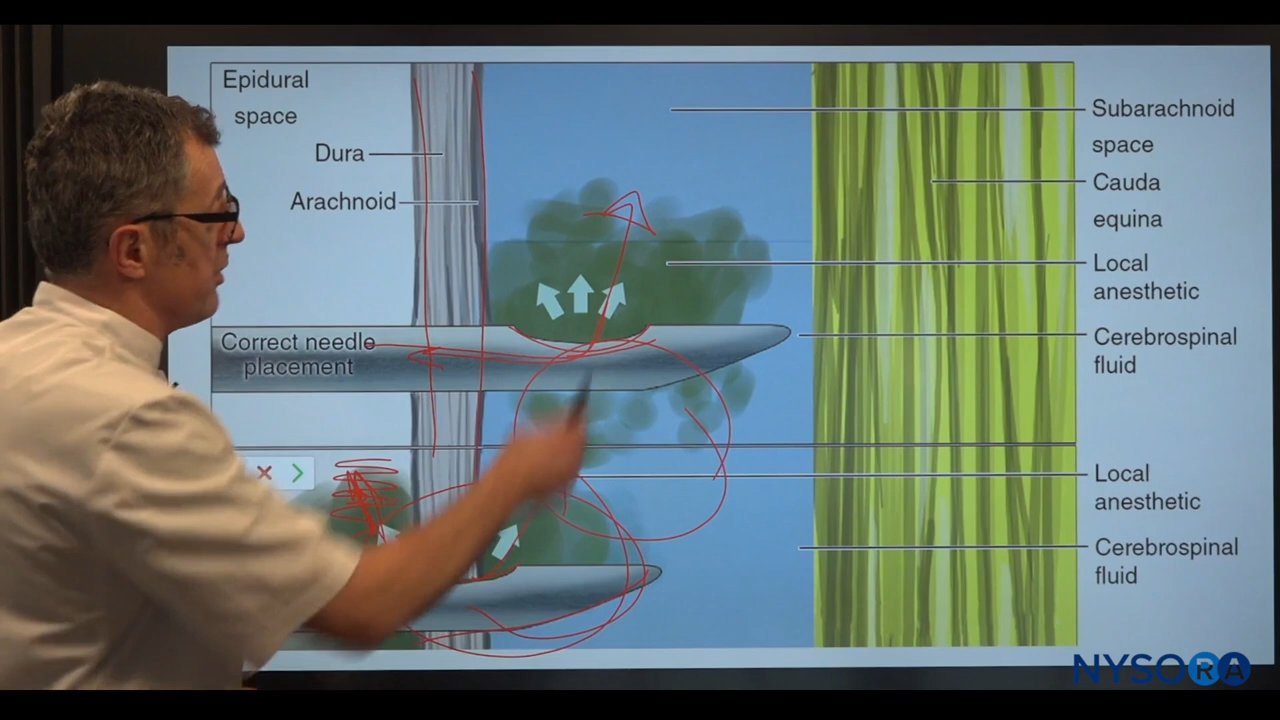 Epidural
space
Dura
Arachnoid
Correct needle
placement
Subarachnoid
space
Cauda
equina
Local
anesthetic
Cerebrospinal
fluid
Local
anesthetic
Cerebrospinal
fluid
NYSORA